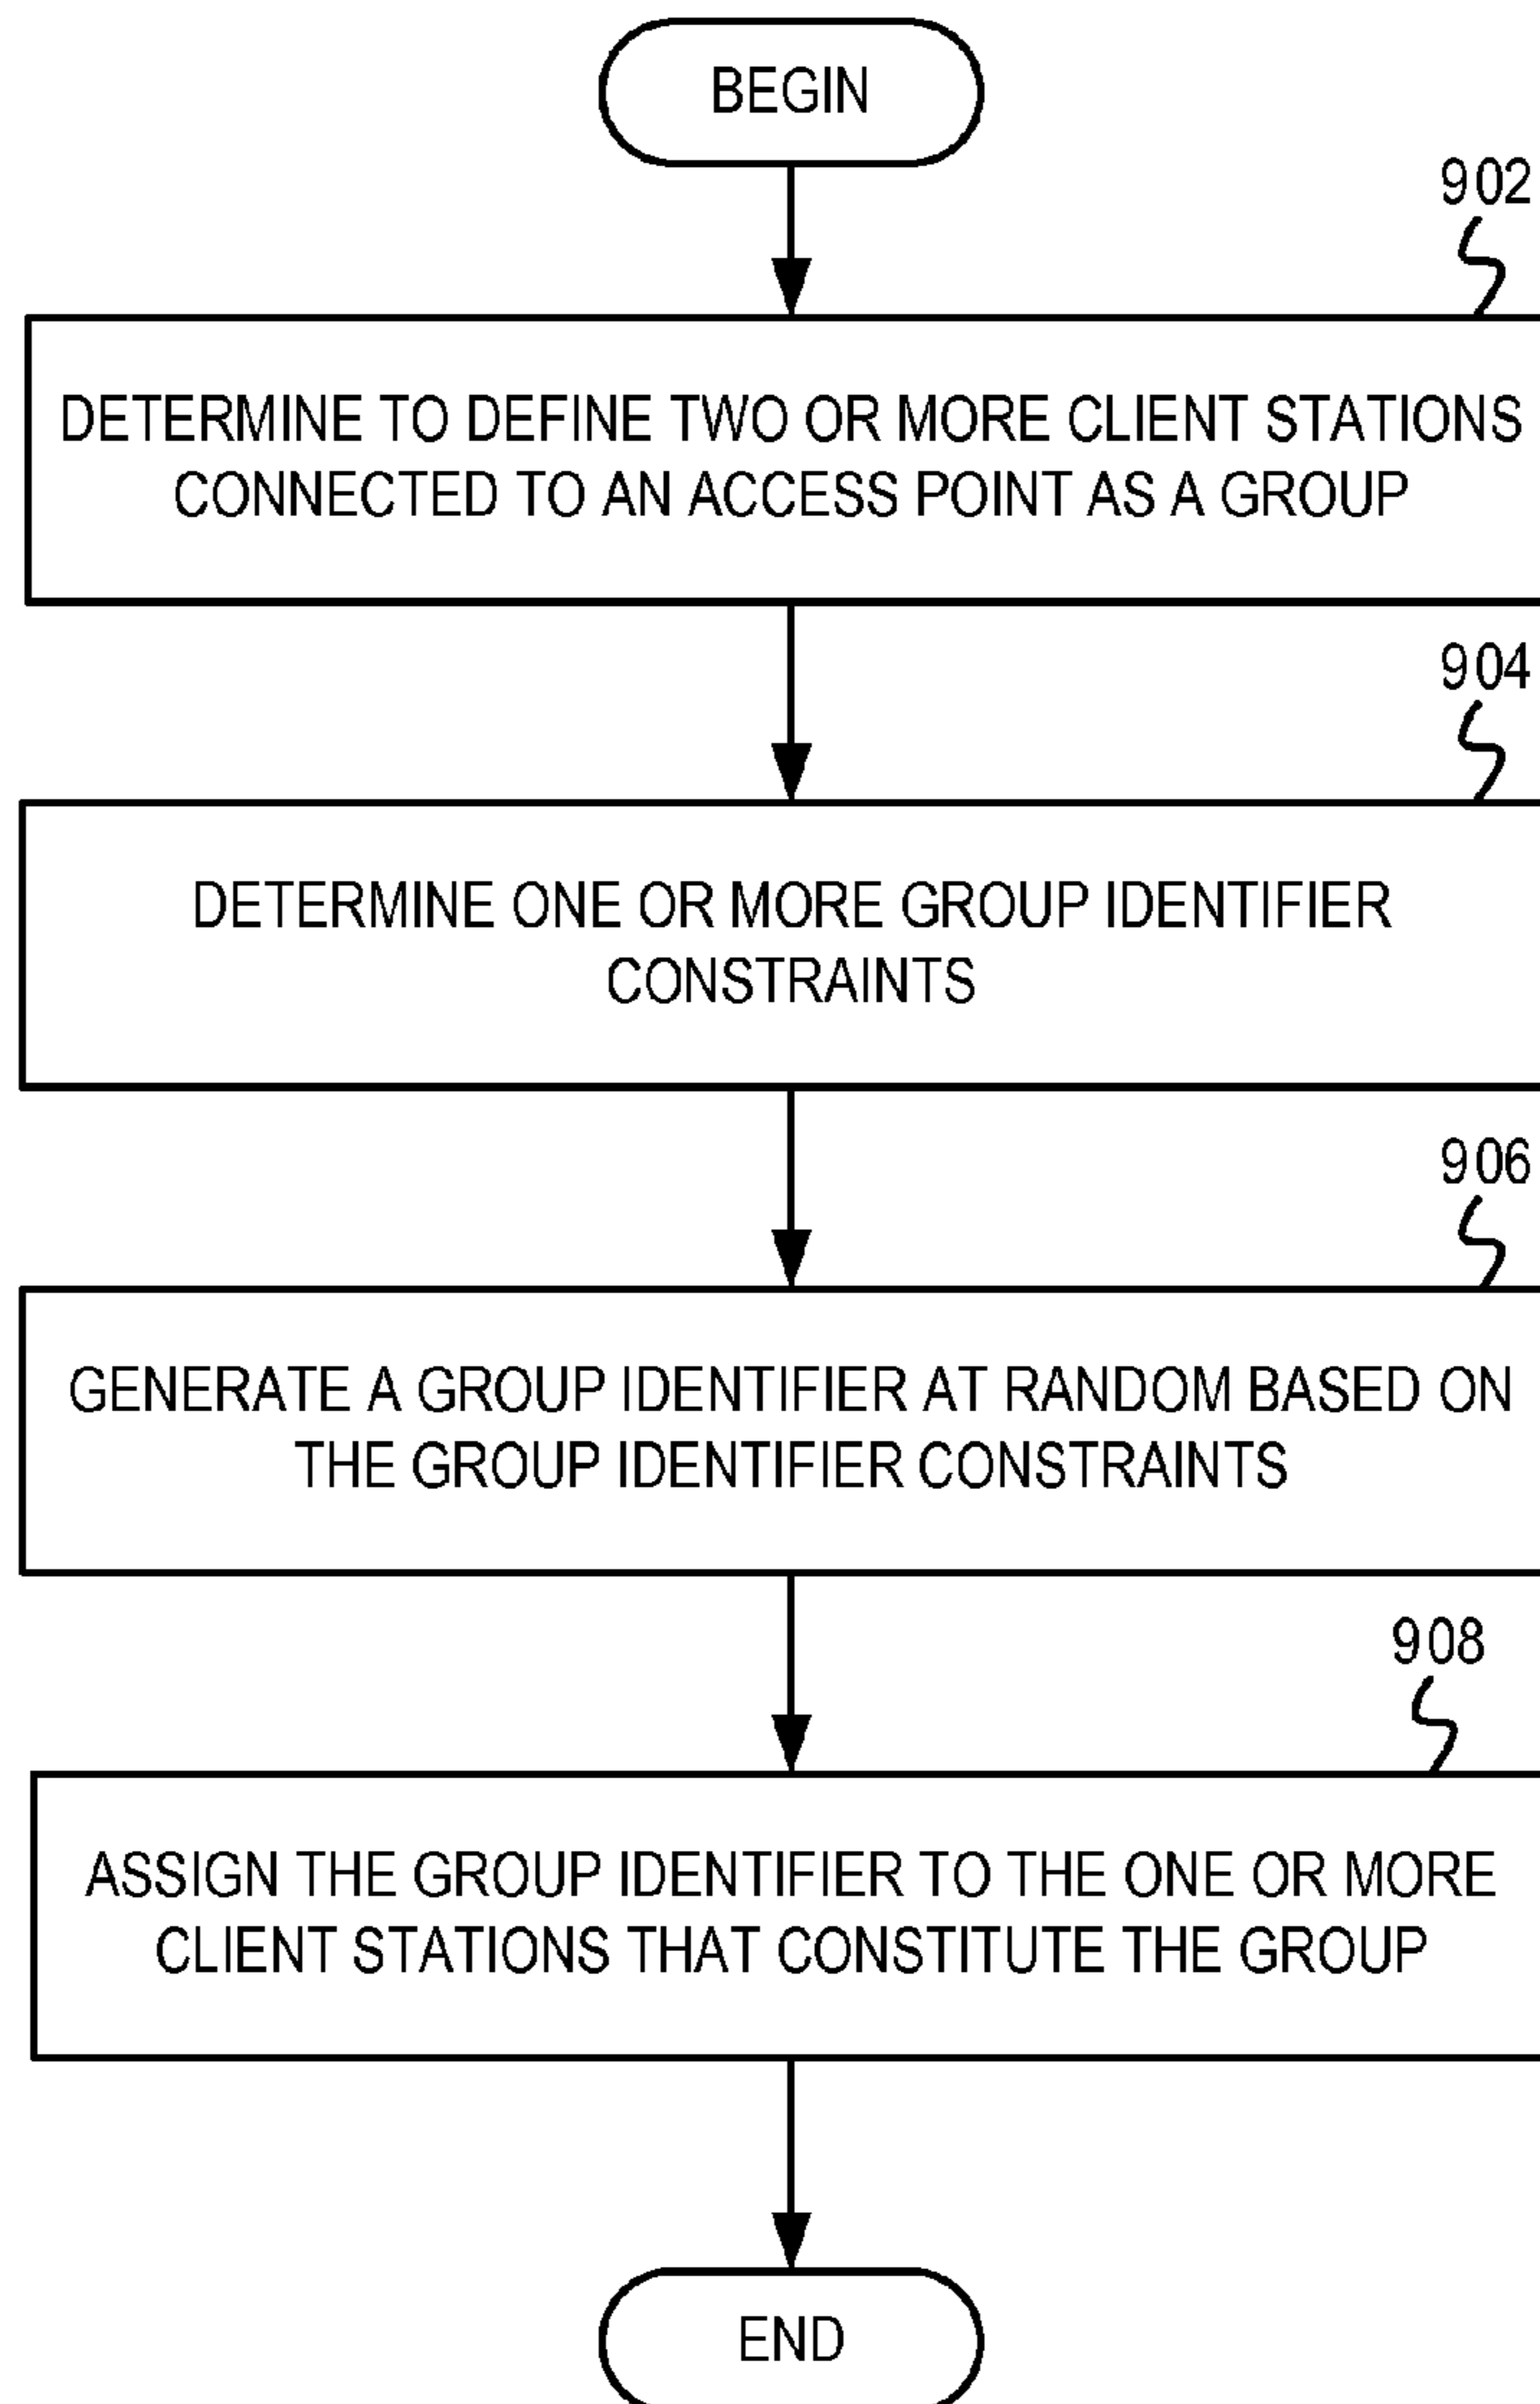 BEGIN
902
DETERMINE TO DEFINE TWO OR MORE CLIENT STATIONS
CONNECTED TO AN ACCESS POINT AS A GROUP
904
DETERMINE ONE OR MORE GROUP IDENTIFIER
CONSTRAINTS
906
GENERATE A GROUP IDENTIFIER AT RANDOM BASED ON
THE GROUP IDENTIFIER CONSTRAINTS
908
ASSIGN THE GROUP IDENTIFIER TO THE ONE OR MORE
CLIENT STATIONS THAT CONSTITUTE THE GROUP
END